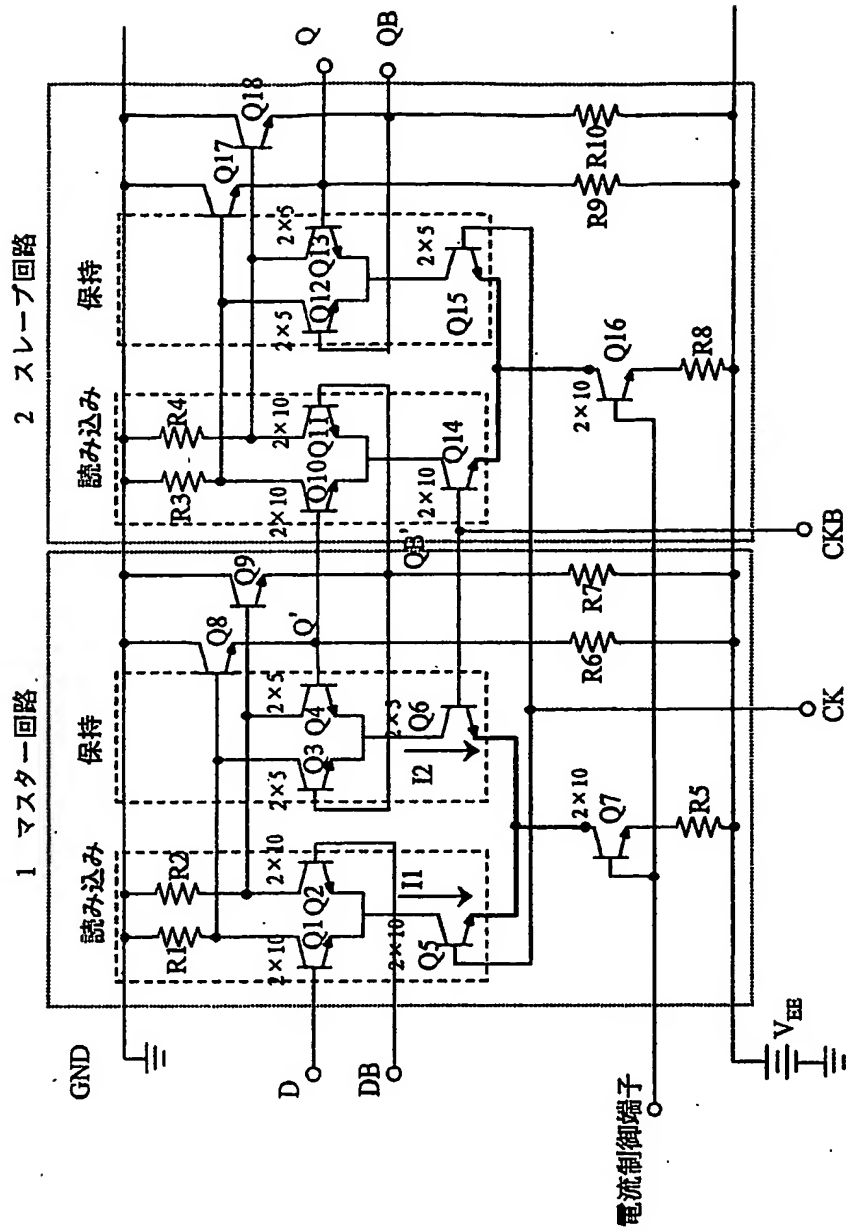 1 マスター回路
2 スレーブ回路
読み込み
保持
読み込み
保持
GND
R1
R2
R3
R4
Q8
Q9
Q17
Q18
D
DB
2×10
Q1
Q2
2×10
2×5
Q3
Q4
2×5
Q'
QB'
2×10
Q10
Q11
2×10
2×5
Q12
Q13
2×5
Q
QB
I1
I2
2×10
Q5
2×5
Q6
2×10
Q14
2×5
Q15
2×10
Q7
2×10
Q16
R5
R6
R7
R8
R9
R10
電流制御端子
VEE
CK
CKB